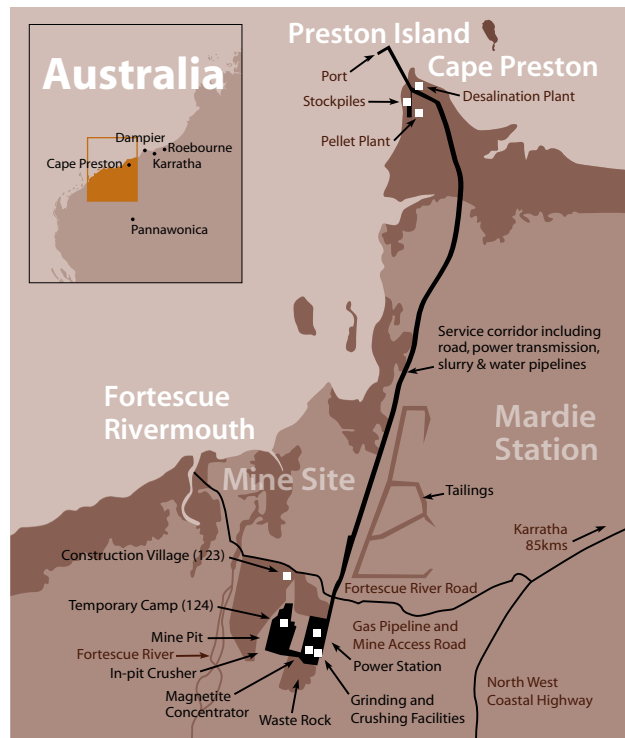 Preston Island
Cape Preston
Port
Stockpiles
Desalination Plant
Pellet Plant
Australia
Dampier
Roebourne
Cape Preston
Karratha
Pannawonica
Service corridor including
road, power transmission,
slurry & water pipelines
Fortescue
Rivermouth
Mardie
Station
Mine Site
Tailings
Karratha
85kms
Construction Village (123)
Fortescue River Road
Temporary Camp (124)
Mine Pit
Gas Pipeline and
Mine Access Road
Fortescue River
In-pit Crusher
Power Station
Magnetite
Concentrator
Waste Rock
Grinding and
Crushing Facilities
North West
Coastal Highway